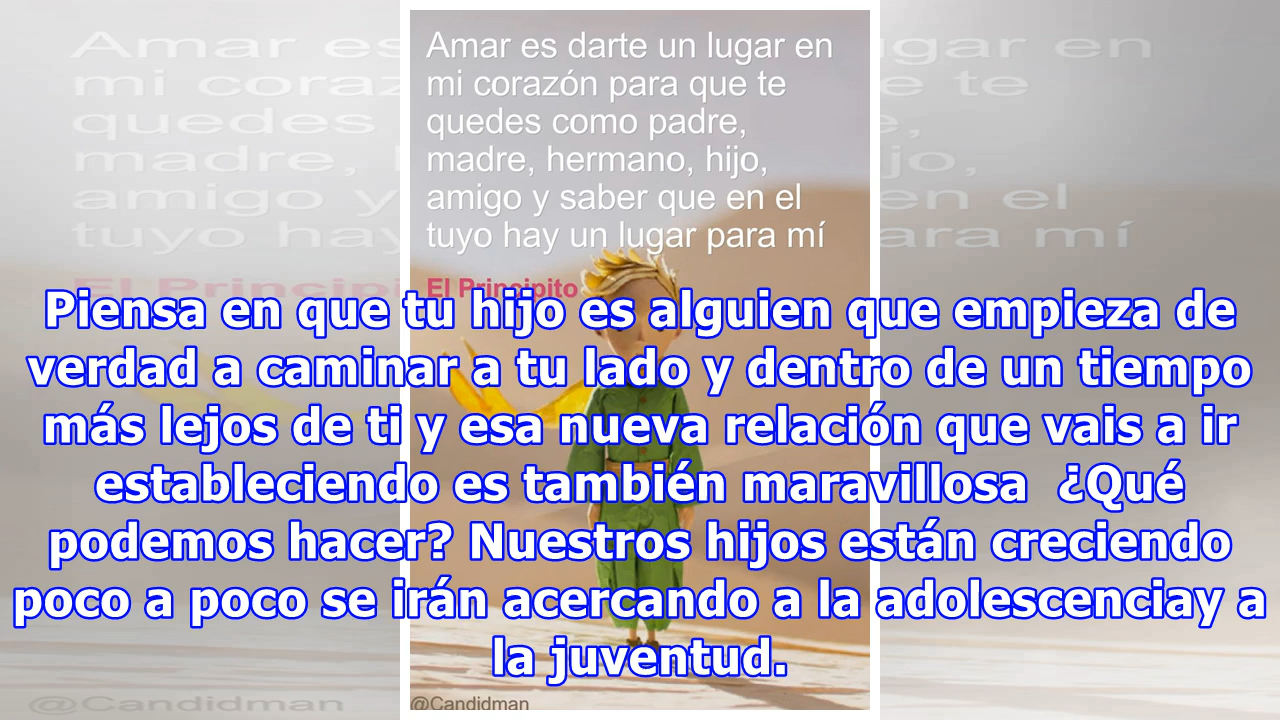 Amar es darte un lugar en
mi corazón para que te
quedes como padre,
madre, hermano, hijo,
amigo y saber que en el
tuyo hay un lugar para mí
El Principito
Piensa en que tu hijo es alguien que empieza de
verdad a caminar a tu lado y dentro de un tiempo
más lejos de ti y esa nueva relación que vais a ir
estableciendo es también maravillosa  ¿Qué
podemos hacer? Nuestros hijos están creciendo
poco a poco se irán acercando a la adolescenciay a
la juventud.
@Candidman